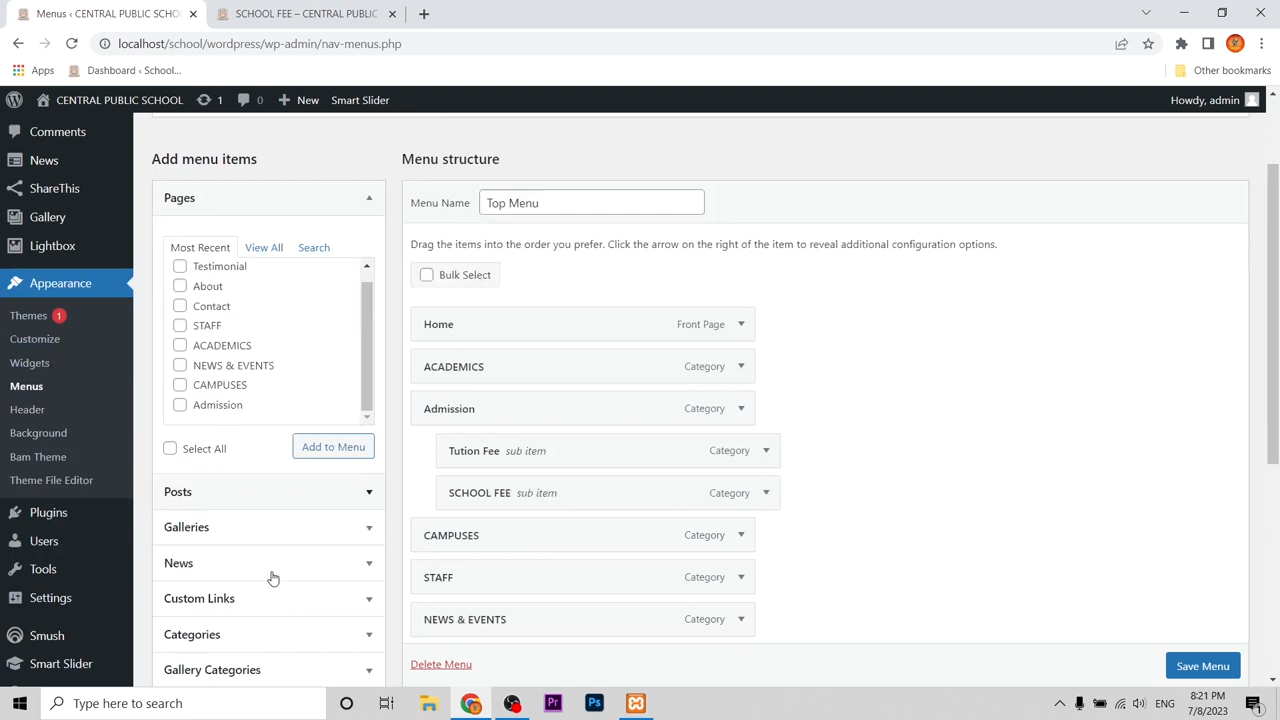 Menus ‹ CENTRAL PUBLIC SCHOO
SCHOOL FEE – CENTRAL PUBLIC
localhost/school/wordpress/wp-admin/nav-menus.php
Apps
Dashboard ‹ School...
Other bookmarks
CENTRAL PUBLIC SCHOOL
1
0
New
Smart Slider
Howdy, admin
Comments
News
ShareThis
Gallery
Lightbox
Appearance
Themes 1
Customize
Widgets
Menus
Header
Background
Bam Theme
Theme File Editor
Plugins
Users
Tools
Settings
Smush
Smart Slider
Add menu items
Pages
Most Recent
View All
Search
Testimonial
About
Contact
STAFF
ACADEMICS
NEWS & EVENTS
CAMPUSES
Admission
Select All
Add to Menu
Posts
Galleries
News
Custom Links
Categories
Gallery Categories
Menu structure
Menu Name
Top Menu
Drag the items into the order you prefer. Click the arrow on the right of the item to reveal additional configuration options.
Bulk Select
Home Front Page
ACADEMICS Category
Admission Category
Tution Fee sub item Category
SCHOOL FEE sub item Category
CAMPUSES Category
STAFF Category
NEWS & EVENTS Category
Delete Menu
Save Menu
Type here to search
Pr
Ps
ENG
8:21 PM
7/8/2023
1